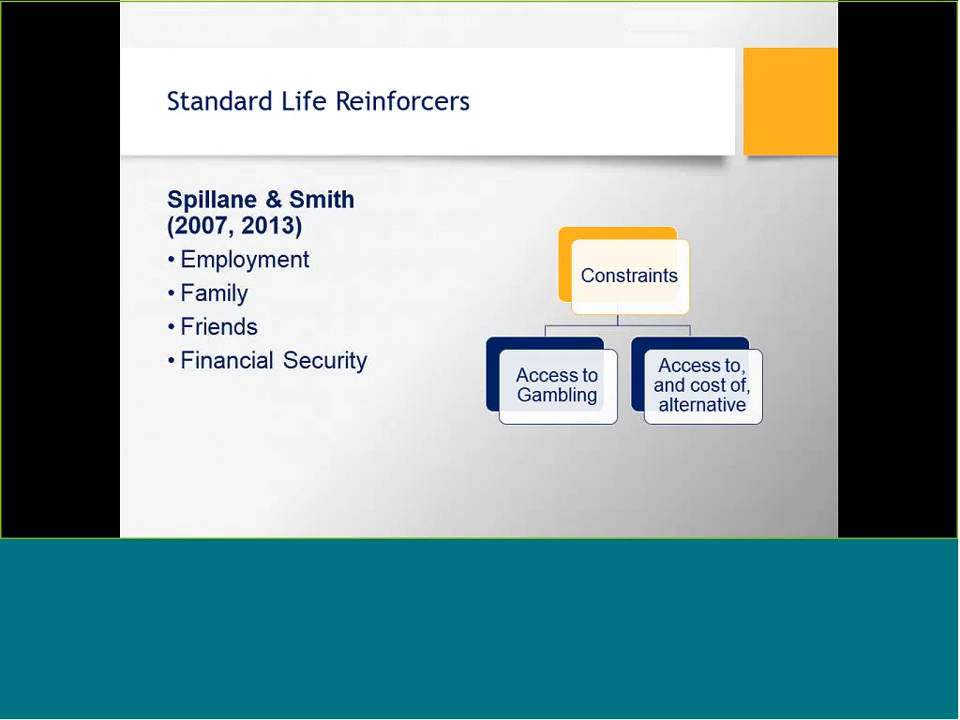 Standard Life Reinforcers
Spillane & Smith
(2007, 2013)
• Employment
• Family
• Friends
• Financial Security
Constraints
Access to
Gambling
Access to,
and cost of,
alternative